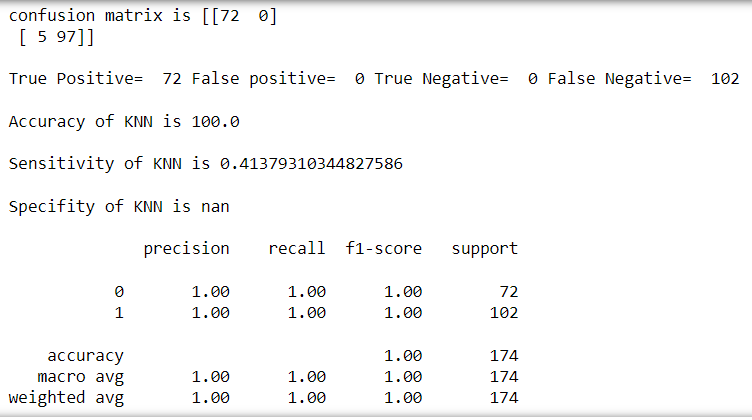 confusion matrix is [[72  0]
 [ 5 97]]
True Positive=  72 False positive=  0 True Negative=  0 False Negative=  102
Accuracy of KNN is 100.0
Sensitivity of KNN is 0.41379310344827586
Specifity of KNN is nan
precision    recall  f1-score   support
0       1.00      1.00      1.00        72
1       1.00      1.00      1.00       102
accuracy                           1.00       174
macro avg       1.00      1.00      1.00       174
weighted avg       1.00      1.00      1.00       174